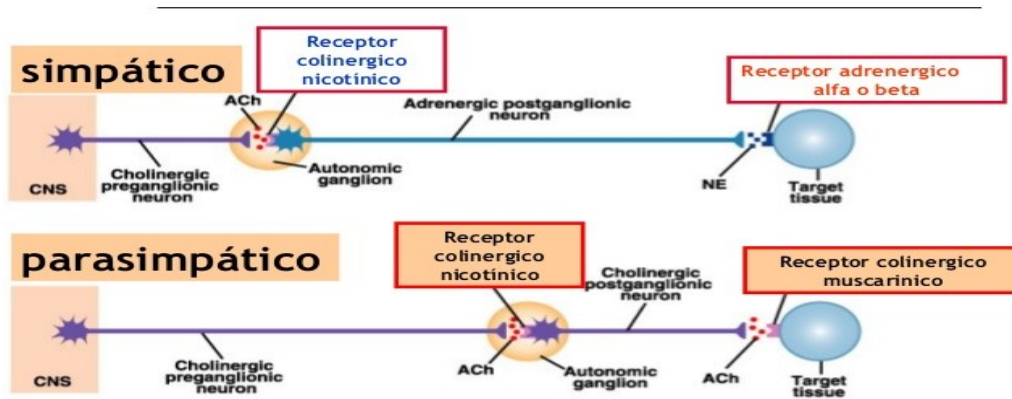 simpático
Receptor
colinergico
nicotínico
Receptor adrenergico
alfa o beta
ACh
Adrenergic postganglionic
neuron
CNS
Cholinergic
preganglionic
neuron
Autonomic
ganglion
NE
Target
tissue
parasimpático
Receptor
colinergico
nicotínico
Cholinergic
postganglionic
neuron
Receptor colinergico
muscarinico
CNS
Cholinergic
preganglionic
neuron
ACh
Autonomic
ganglion
ACh
Target
tissue